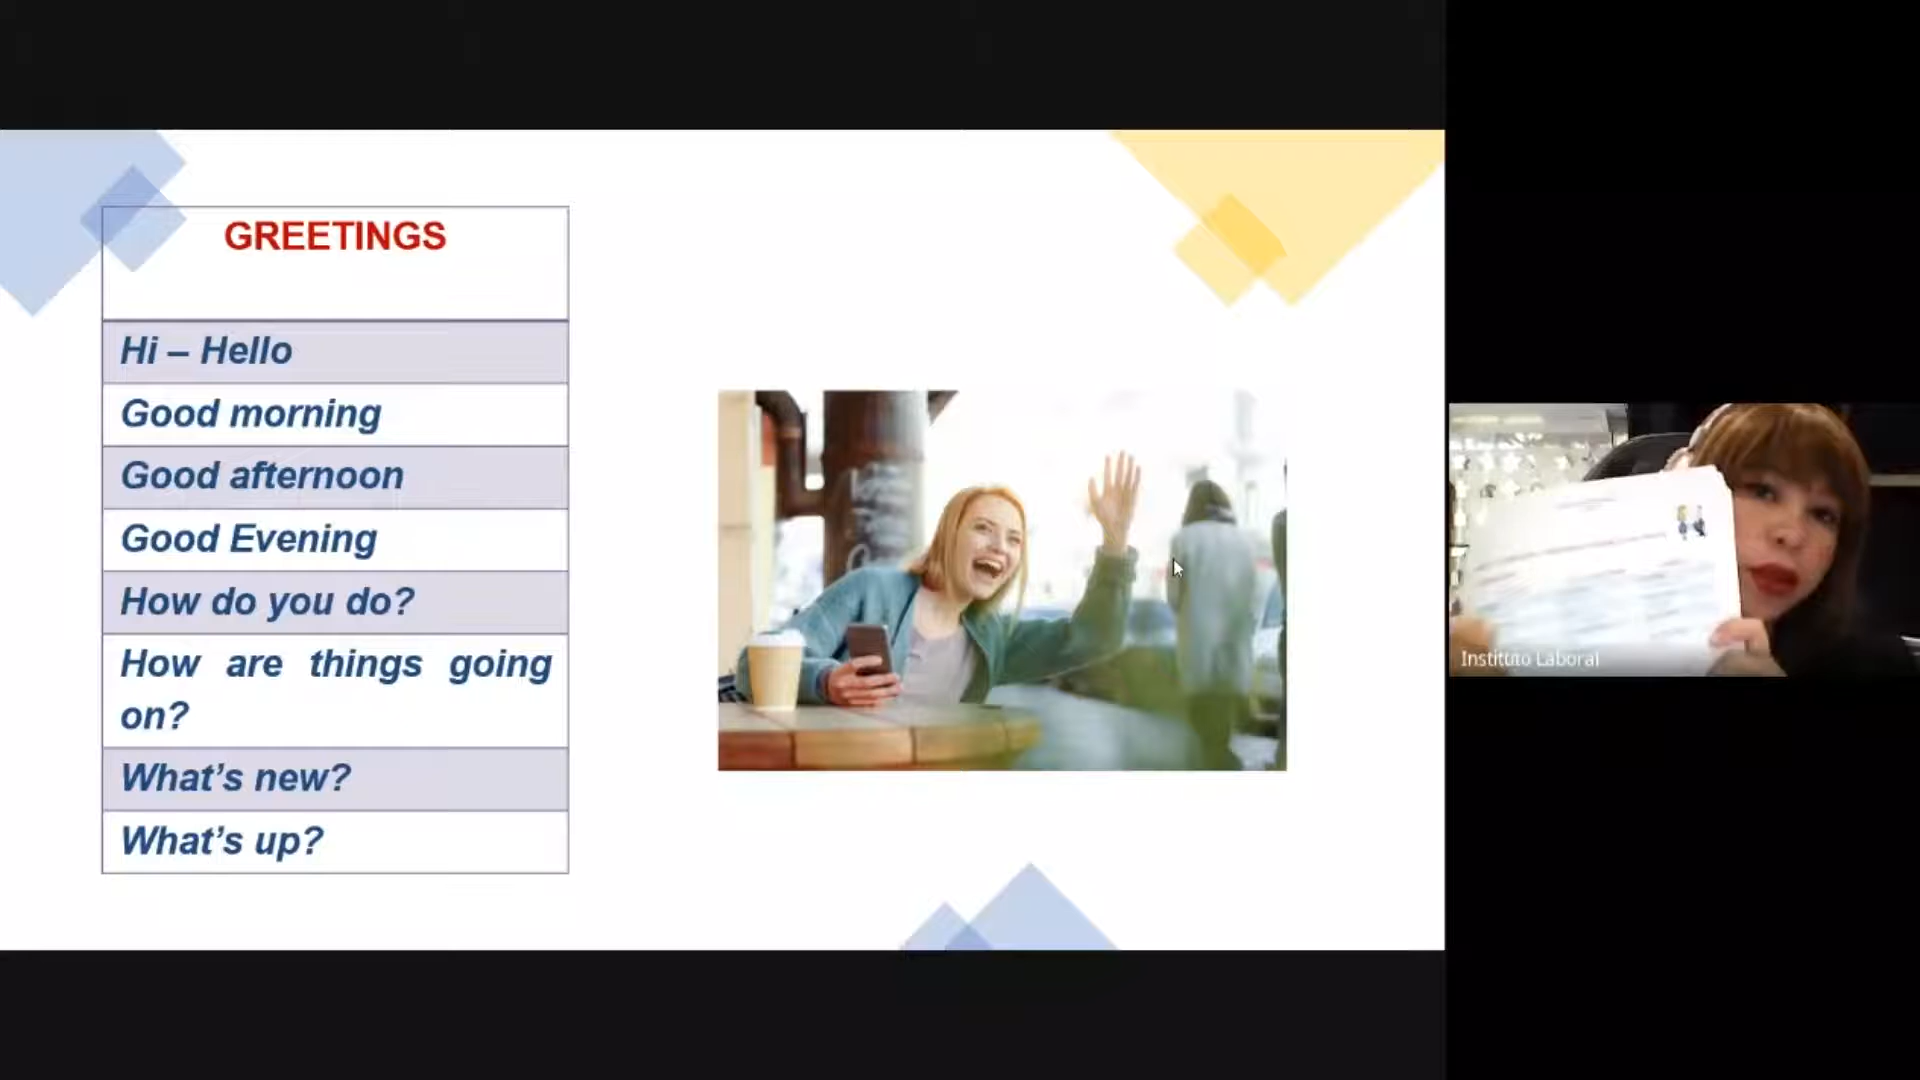 GREETINGS
Hi – Hello
Good morning
Good afternoon
Good Evening
How do you do?
How are things going
on?
What's new?
What's up?
Instituto Laboral